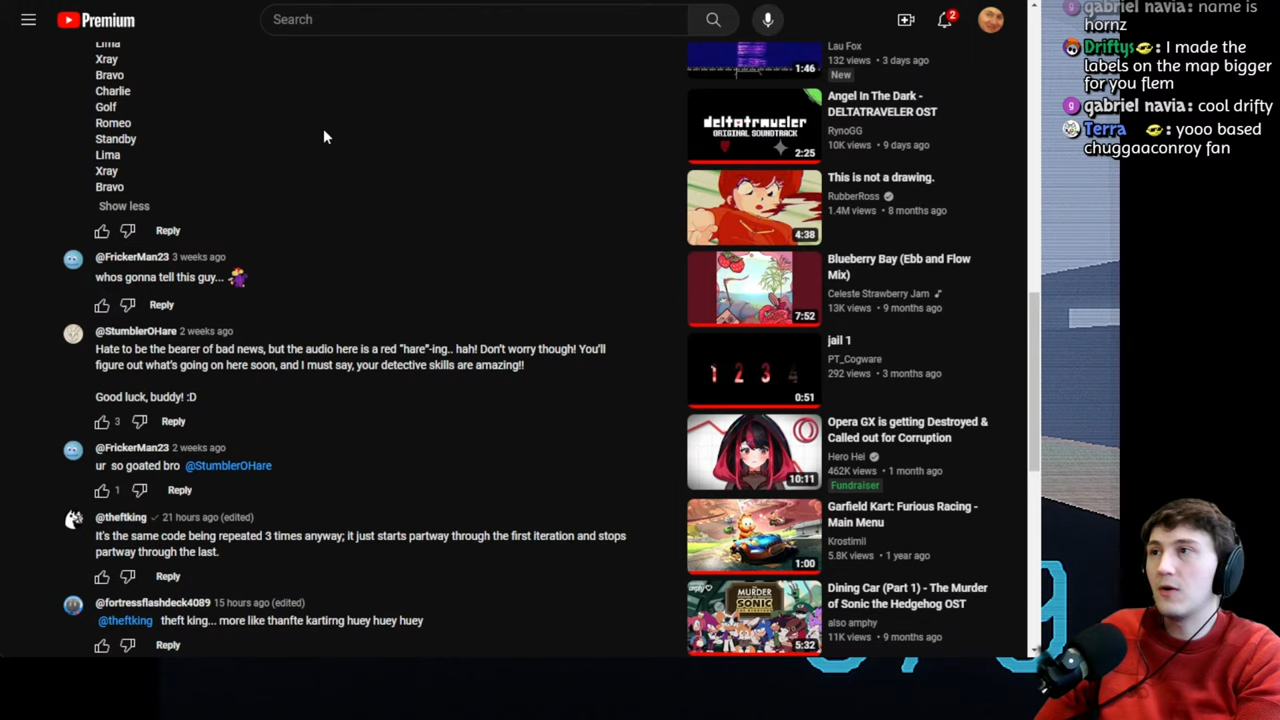 Premium
Search
2
Lima
Xray
Bravo
Charlie
Golf
Romeo
Standby
Lima
Xray
Bravo
Show less
Reply
@FrickerMan23 3 weeks ago
whos gonna tell this guy...
Reply
@StumblerOHare 2 weeks ago
Hate to be the bearer of bad news, but the audio here is a red "hare"-ing.. hah! Don't worry though! You'll
figure out what's going on here soon, and I must say, your detective skills are amazing!!
Good luck, buddy! :D
3 Reply
@FrickerMan23 2 weeks ago
ur so goated bro @StumblerOHare
1 Reply
@theftking 21 hours ago (edited)
It's the same code being repeated 3 times anyway; it just starts partway through the first iteration and stops
partway through the last.
Reply
@fortressflashdeck4089 15 hours ago (edited)
@theftking theft king... more like thanfte kartirng huey huey huey
Reply
Lau Fox
132 views • 3 days ago
New
1:46
Angel In The Dark -
DELTATRAVELER OST
RynoGG
10K views • 9 days ago
deltatraveler
ORIGINAL SOUNDTRACK
2:25
This is not a drawing.
RubberRoss
1.4M views • 8 months ago
4:38
Blueberry Bay (Ebb and Flow
Mix)
Celeste Strawberry Jam
13K views • 9 months ago
7:52
jail 1
PT_Cogware
292 views • 3 months ago
1 2 3 4
0:51
Opera GX is getting Destroyed &
Called out for Corruption
Hero Hei
462K views • 1 month ago
Fundraiser
10:11
Garfield Kart: Furious Racing -
Main Menu
Krostimil
5.8K views • 1 year ago
1:00
Dining Car (Part 1) - The Murder
of Sonic the Hedgehog OST
also amphy
11K views • 9 months ago
THE
MURDER
OF
SONIC
THE HEDGEHOG
5:32
gabriel navia: name is
hornz
Driftys: I made the
labels on the map bigger
for you flem
gabriel navia: cool drifty
Terra: yooo based
chuggaaconroy fan